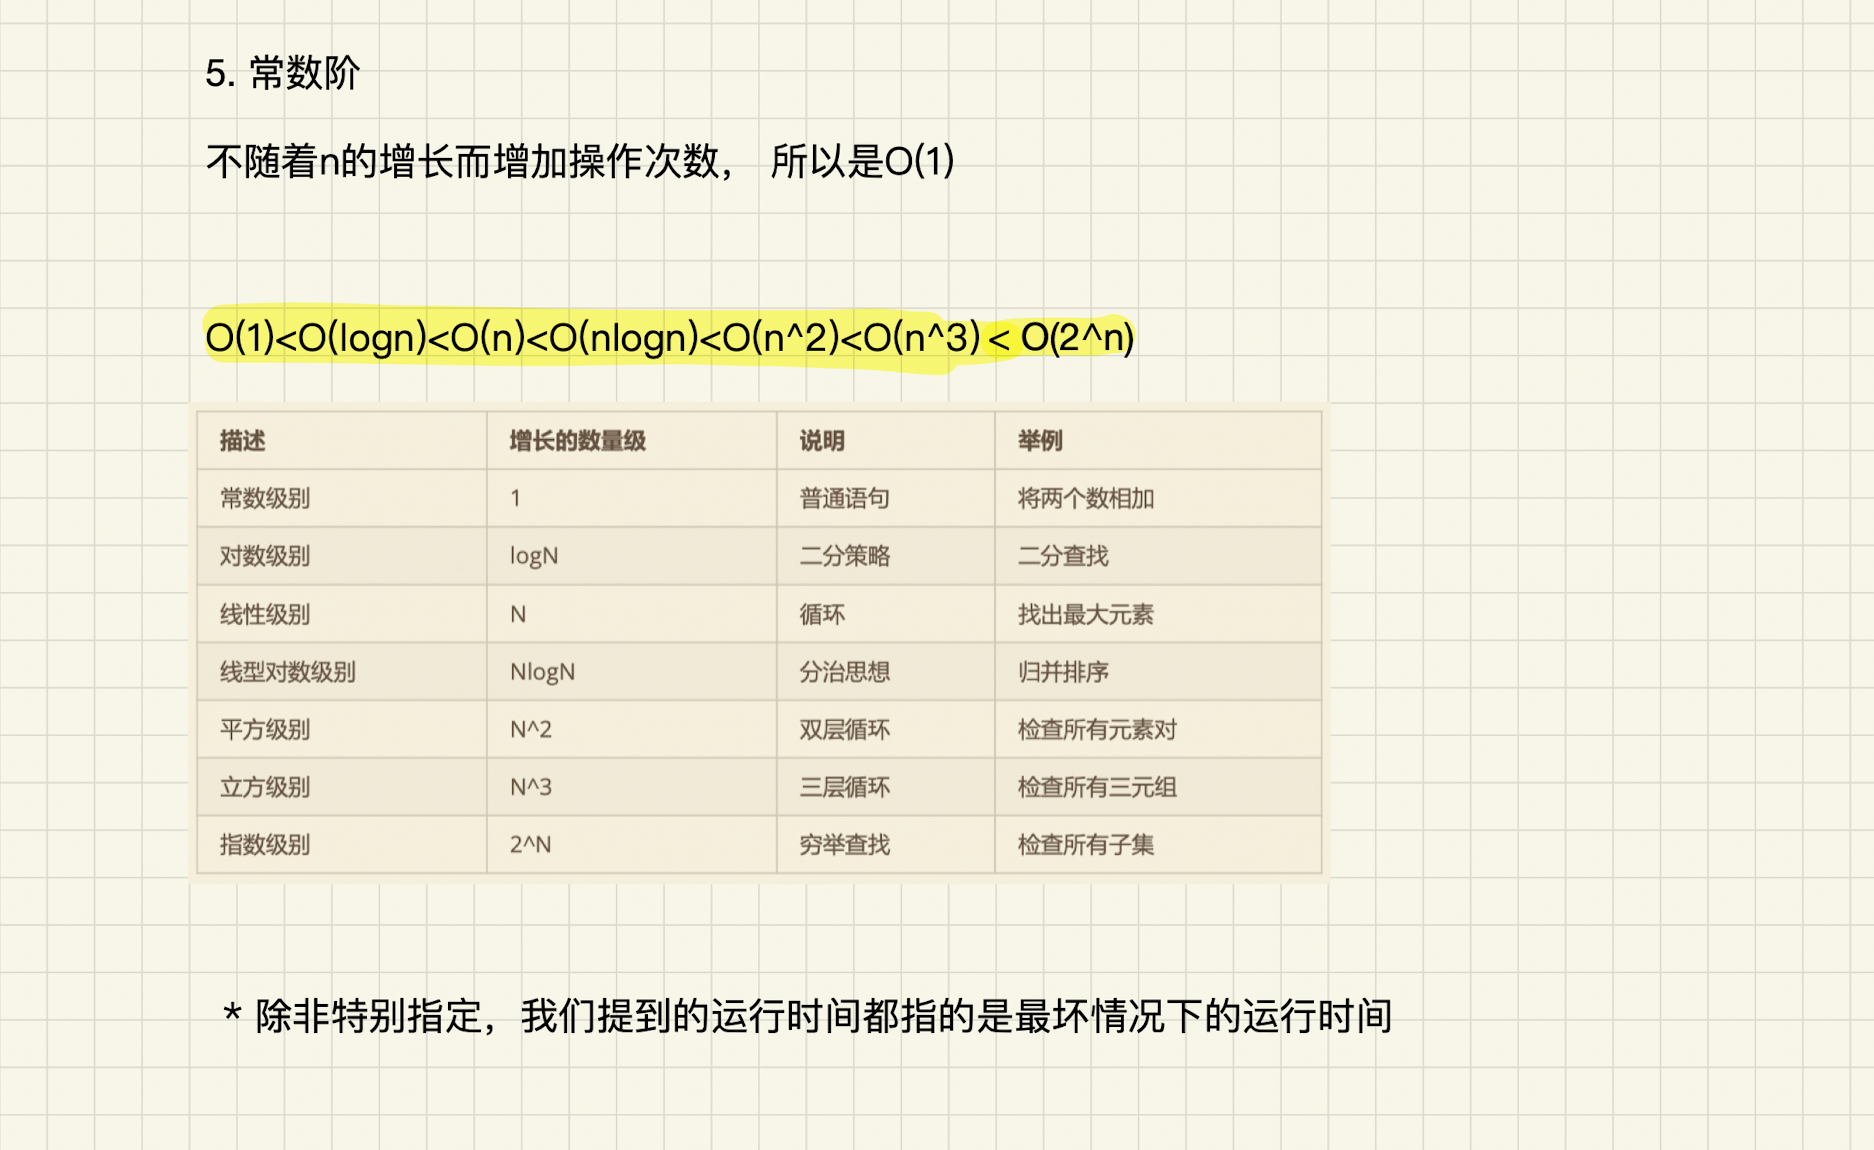 5. 常数阶
不随着n的增长而增加操作次数， 所以是O(1)
O(1)<O(logn)<O(n)<O(nlogn)<O(n^2)<O(n^3) < O(2^n)
描述 增长的数量级 说明 举例
常数级别 1 普通语句 将两个数相加
对数级别 logN 二分策略 二分查找
线性级别 N 循环 找出最大元素
线型对数级别 NlogN 分治思想 归并排序
平方级别 N^2 双层循环 检查所有元素对
立方级别 N^3 三层循环 检查所有三元组
指数级别 2^N 穷举查找 检查所有子集
* 除非特别指定，我们提到的运行时间都指的是最坏情况下的运行时间